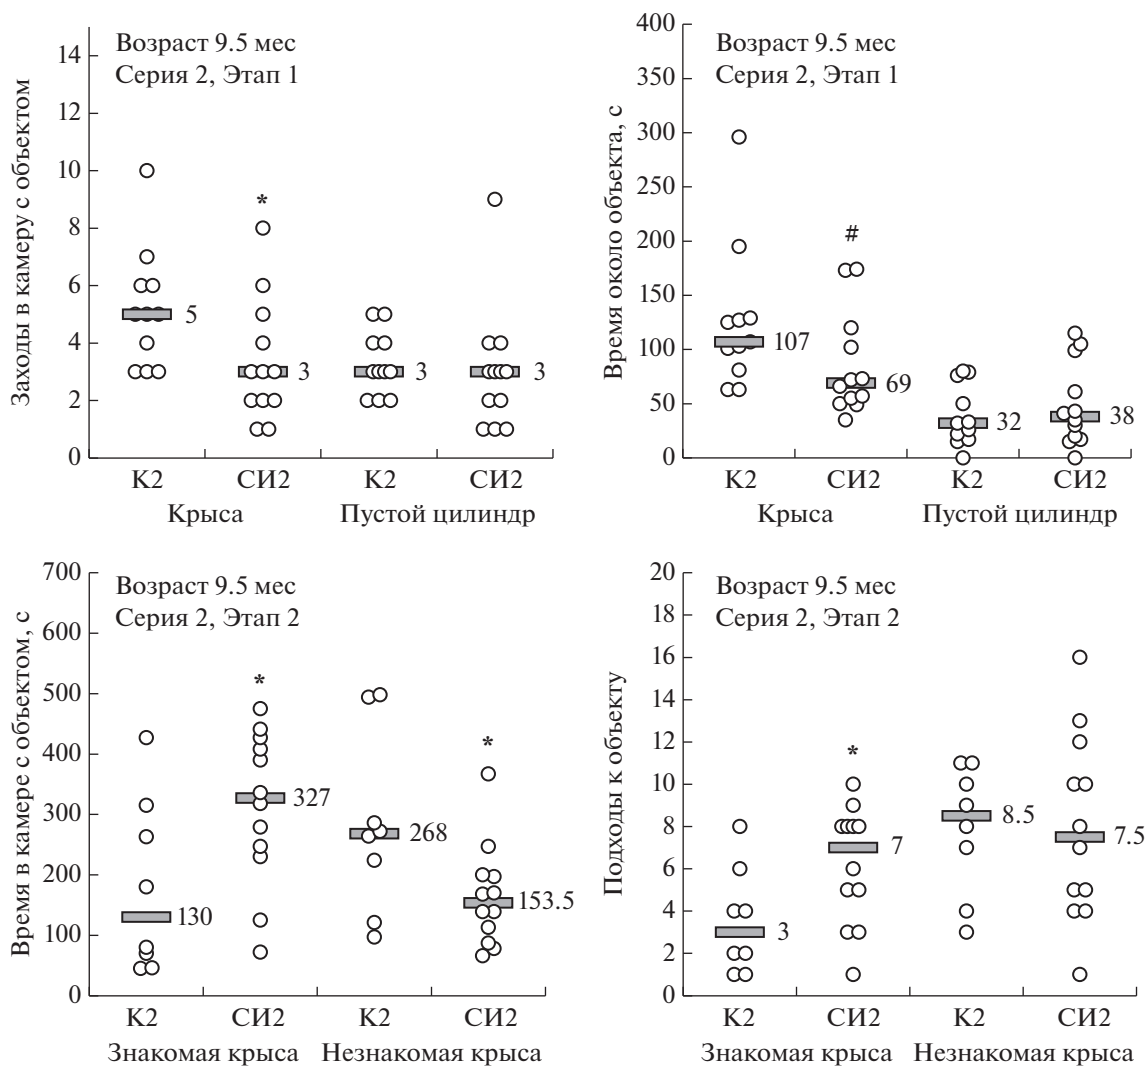 Возраст 9.5 мес
Серия 2, Этап 1
Заходы в камеру с объектом
14
12
10
8
6
4
2
0
*
5
3
3
3
К2
СИ2
К2
СИ2
Крыса
Пустой цилиндр
Возраст 9.5 мес
Серия 2, Этап 1
Время около объекта, с
400
350
300
250
200
150
100
50
0
#
107
69
32
38
К2
СИ2
К2
СИ2
Крыса
Пустой цилиндр
Возраст 9.5 мес
Серия 2, Этап 2
Время в камере с объектом, с
700
600
500
400
300
200
100
0
*
*
130
327
268
153.5
К2
СИ2
К2
СИ2
Знакомая крыса
Незнакомая крыса
Возраст 9.5 мес
Серия 2, Этап 2
Подходы к объекту
20
18
16
14
12
10
8
6
4
2
0
*
3
7
8.5
7.5
К2
СИ2
К2
СИ2
Знакомая крыса
Незнакомая крыса